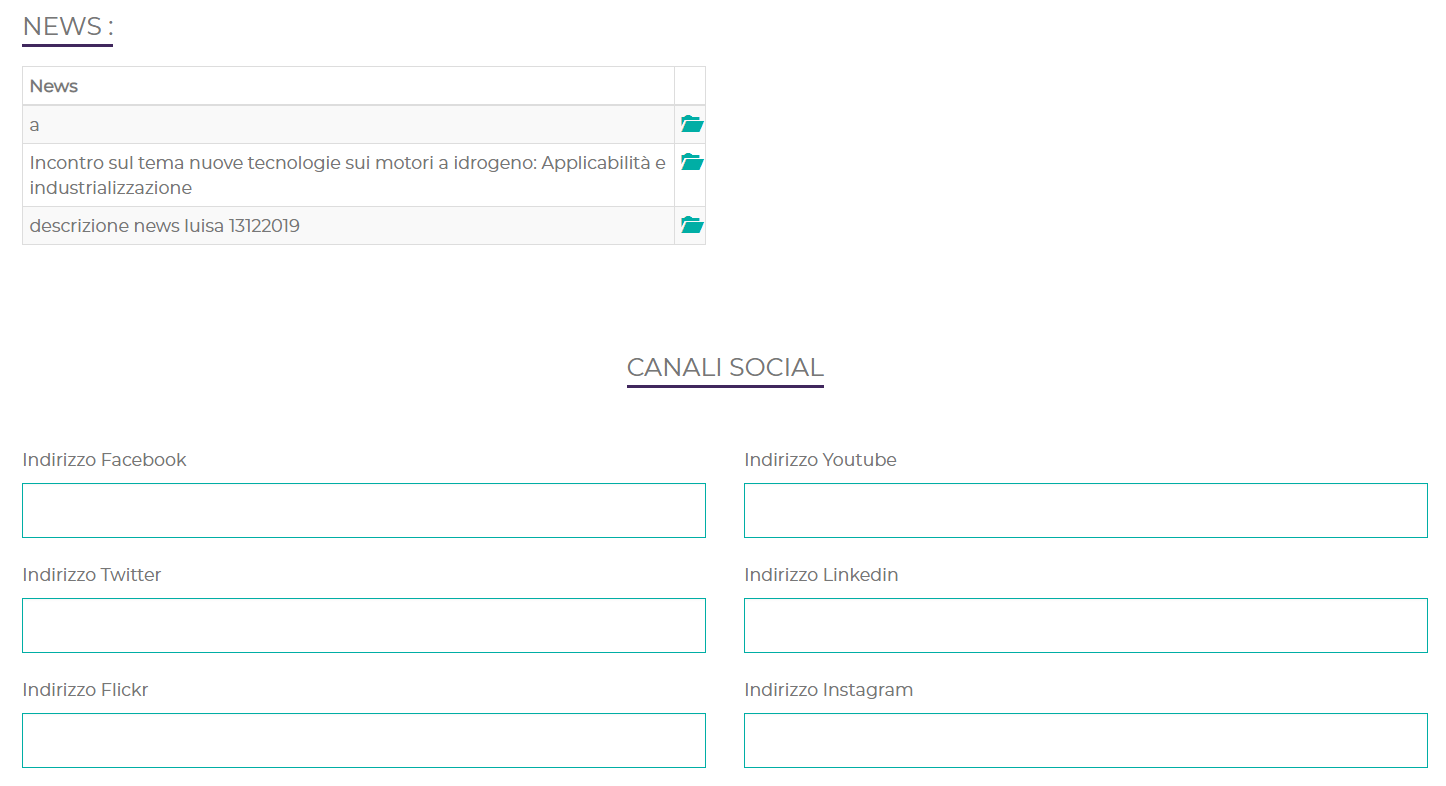 NEWS :
News
a
Incontro sul tema nuove tecnologie sui motori a idrogeno: Applicabilità e
industrializzazione
descrizione news luisa 13122019
CANALI SOCIAL
Indirizzo Facebook
Indirizzo Youtube
Indirizzo Twitter
Indirizzo Linkedin
Indirizzo Flickr
Indirizzo Instagram